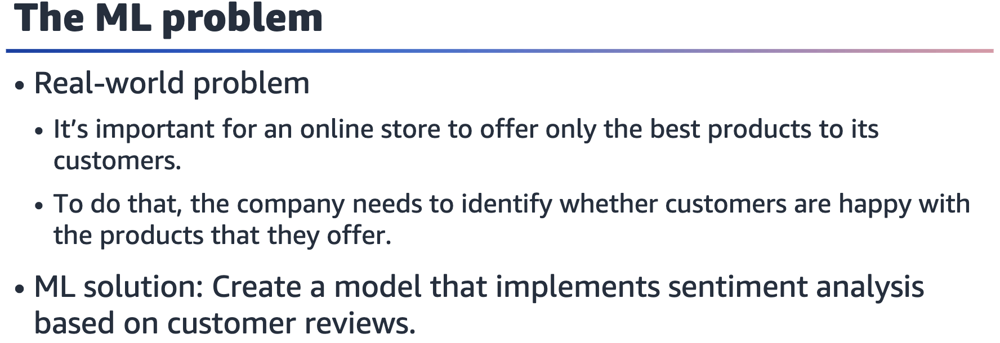 The ML problem
• Real-world problem
• It’s important for an online store to offer only the best products to its
customers.
• To do that, the company needs to identify whether customers are happy with
the products that they offer.
• ML solution: Create a model that implements sentiment analysis
based on customer reviews.